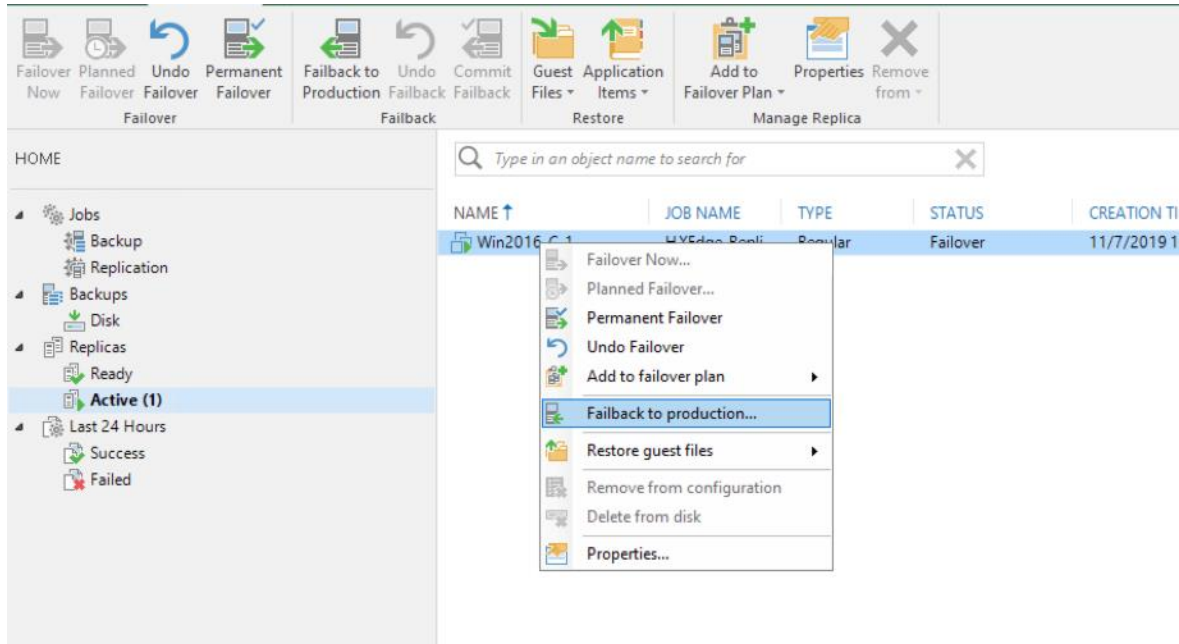 Failover Planned Undo Permanent Failback to Undo Commit Guest Application Add to Properties Remove
Now Failover Failover Failover Production Failback Failback Files Items Failover Plan from
Failover Failback Restore Manage Replica
HOME
Type in an object name to search for
Jobs
Backup
Replication
Backups
Disk
Replicas
Ready
Active (1)
Last 24 Hours
Success
Failed
NAME JOB NAME TYPE STATUS CREATION TI
Win2016-C-1 HXEdge-Repli Regular Failover 11/7/2019 1
Failover Now...
Planned Failover...
Permanent Failover
Undo Failover
Add to failover plan
Failback to production...
Restore guest files
Remove from configuration
Delete from disk
Properties...